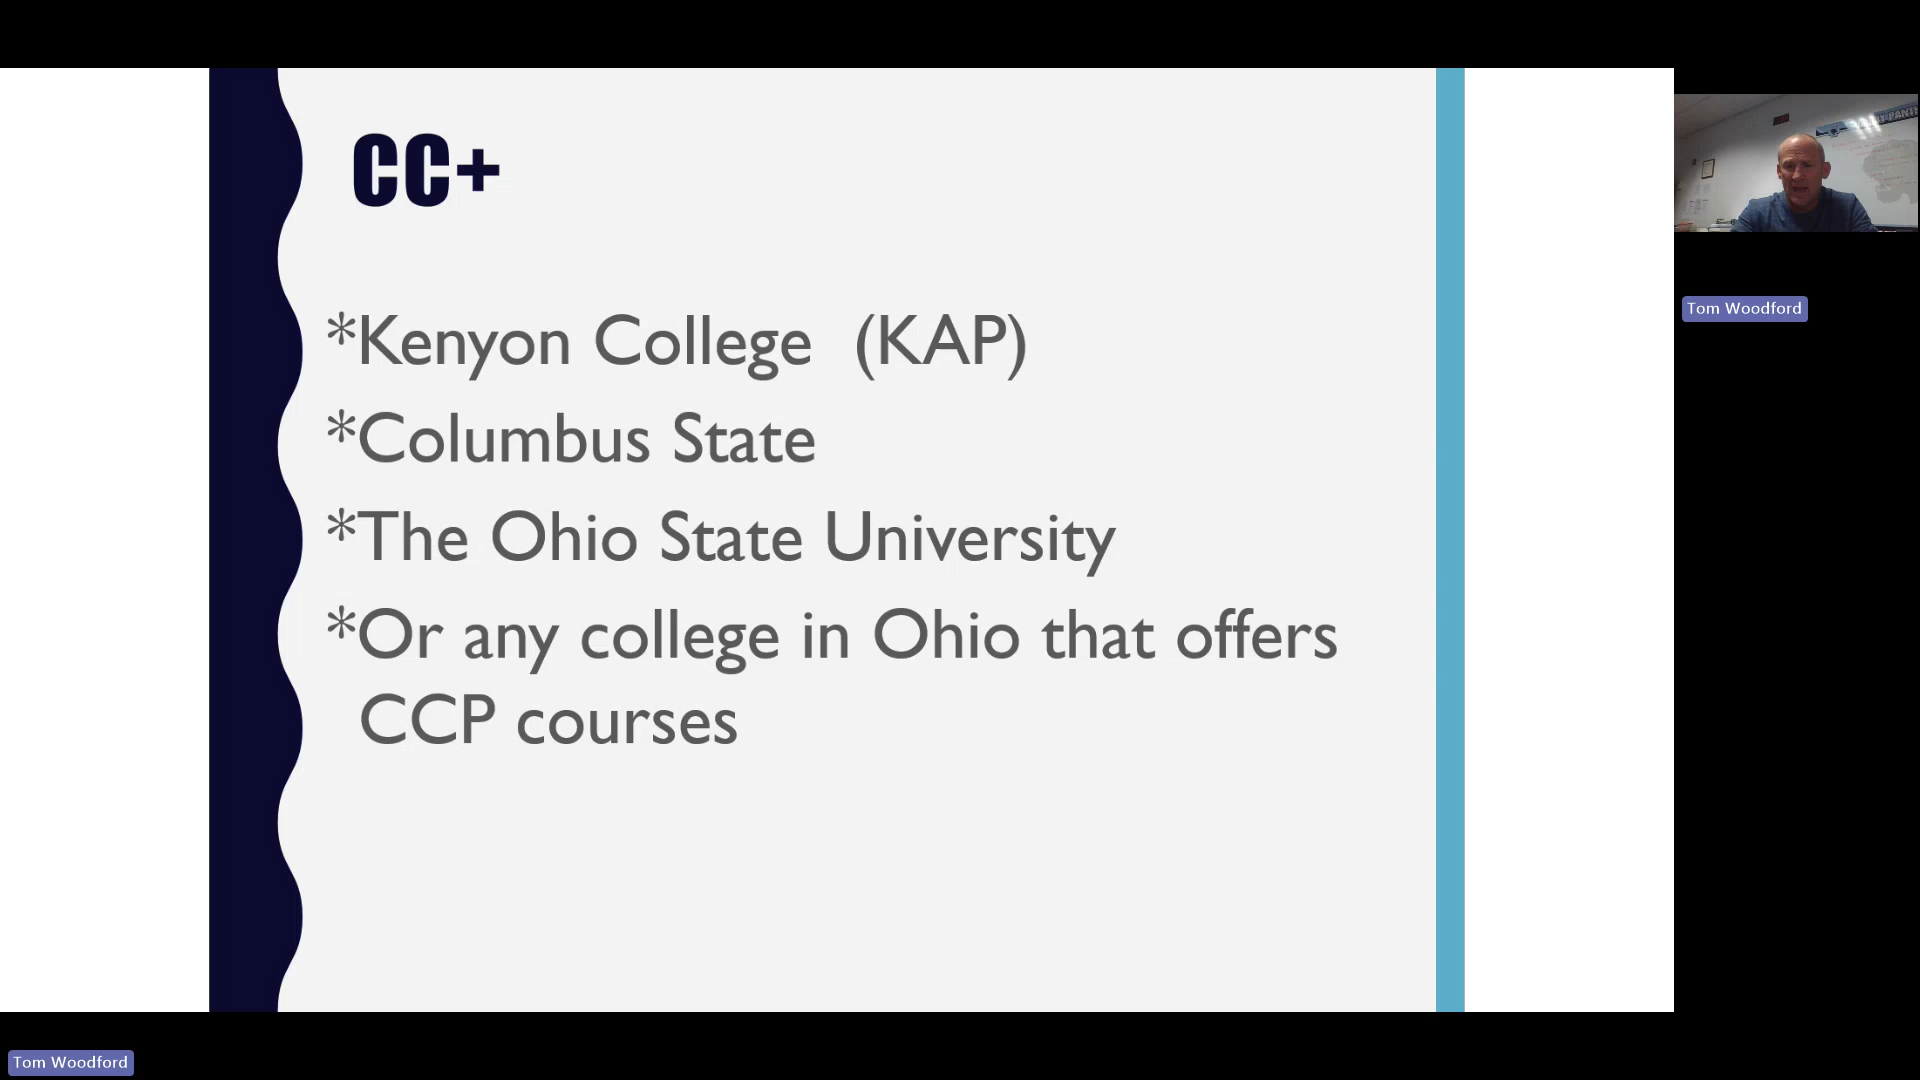 CC+
*Kenyon College  (KAP)
*Columbus State
*The Ohio State University
*Or any college in Ohio that offers
CCP courses
Tom Woodford
Tom Woodford